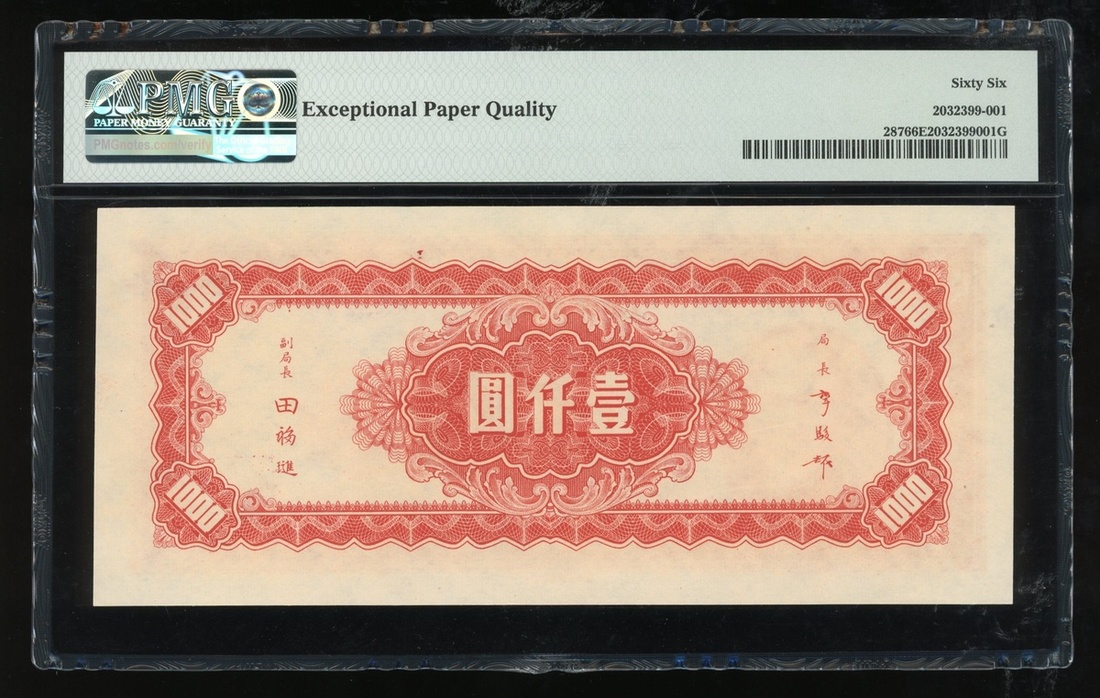 PMG
PAPER MONEY GUARANTY
PMGnotes.com/verify
Exceptional Paper Quality
Sixty Six
2032399-001
28766E2032399001G
1000
1000
副局長
田福進
圓仟壹
局長
1000
1000